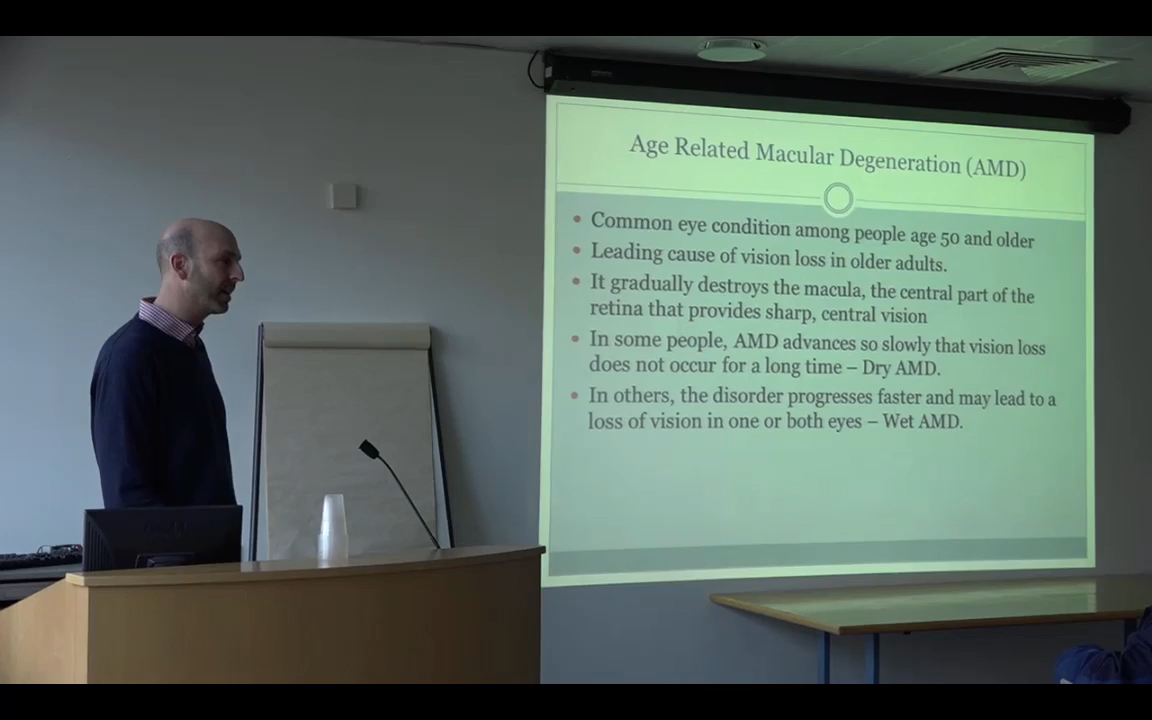 Age Related Macular Degeneration (AMD)
• Common eye condition among people age 50 and older
• Leading cause of vision loss in older adults.
• It gradually destroys the macula, the central part of the
retina that provides sharp, central vision
• In some people, AMD advances so slowly that vision loss
does not occur for a long time – Dry AMD.
• In others, the disorder progresses faster and may lead to a
loss of vision in one or both eyes – Wet AMD.